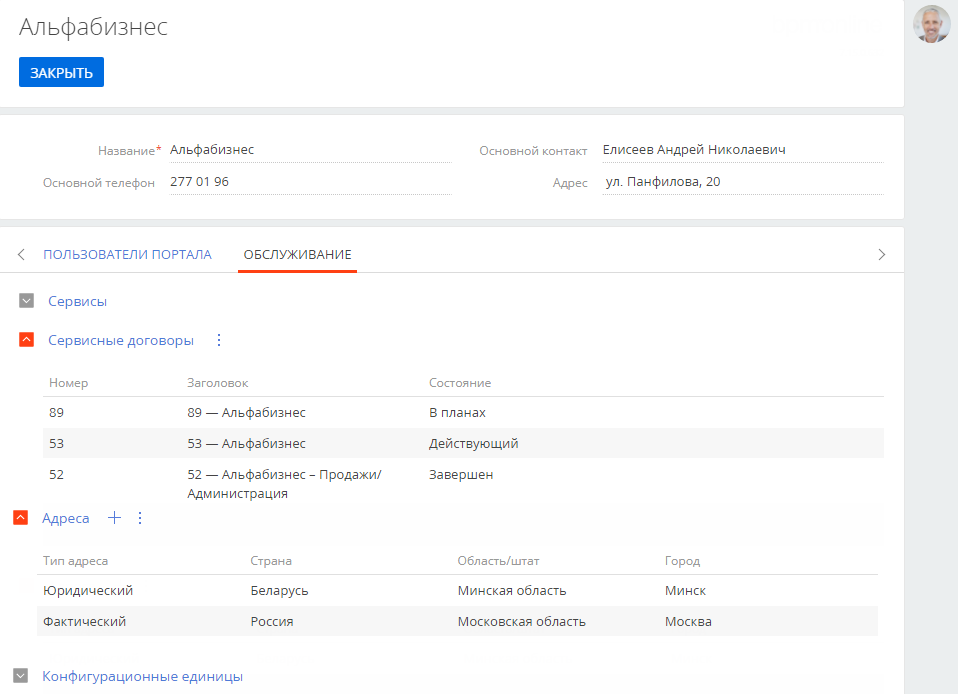 Альфабизнес
ЗАКРЫТЬ
Название* Альфабизнес Основной контакт Елисеев Андрей Николаевич
Основной телефон 277 01 96 Адрес ул. Панфилова, 20
ПОЛЬЗОВАТЕЛИ ПОРТАЛА ОБСЛУЖИВАНИЕ
Сервисы
Сервисные договоры
Номер Заголовок Состояние
89 89 — Альфабизнес В планах
53 53 — Альфабизнес Действующий
52 52 — Альфабизнес – Продажи/ Завершен
Администрация
Адреса
Тип адреса Страна Область/штат Город
Юридический Беларусь Минская область Минск
Фактический Россия Московская область Москва
Конфигурационные единицы